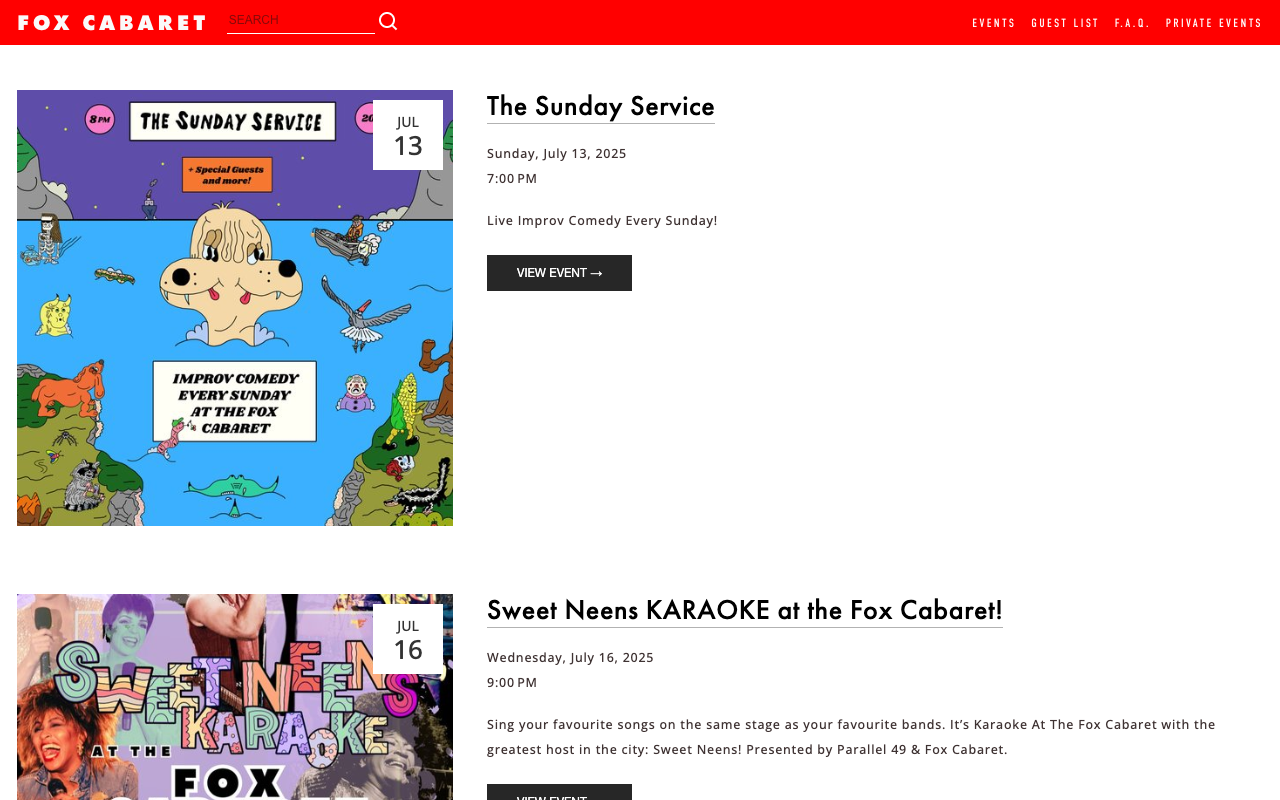 FOX CABARET
SEARCH
EVENTS GUEST LIST F.A.Q. PRIVATE EVENTS
8PM
THE SUNDAY SERVICE
+ Special Guests
and more!
JUL
13
IMPROV COMEDY
EVERY SUNDAY
AT THE FOX
CABARET
The Sunday Service
Sunday, July 13, 2025
7:00 PM
Live Improv Comedy Every Sunday!
VIEW EVENT →
SWEET NEENS
KARAOKE
AT THE
FOX
JUL
16
Sweet Neens KARAOKE at the Fox Cabaret!
Wednesday, July 16, 2025
9:00 PM
Sing your favourite songs on the same stage as your favourite bands. It’s Karaoke At The Fox Cabaret with the
greatest host in the city: Sweet Neens! Presented by Parallel 49 & Fox Cabaret.
VIEW EVENT